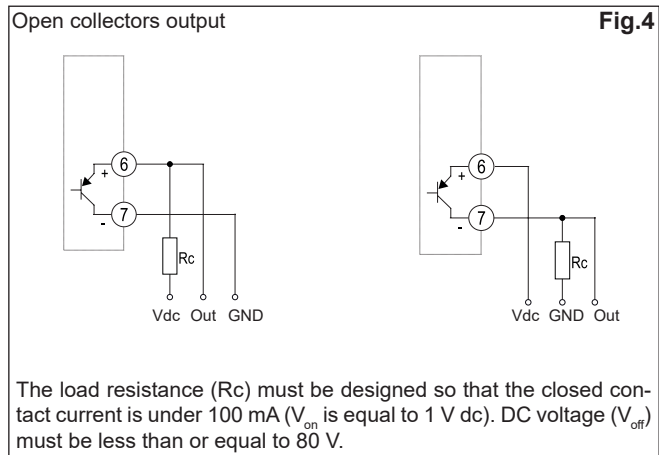 Open collectors output Fig.4
6
+
7
-
Rc
Vdc Out GND
6
+
7
-
Rc
Vdc GND Out
The load resistance (Rc) must be designed so that the closed con-
tact current is under 100 mA (Von is equal to 1 V dc). DC voltage (Voff)
must be less than or equal to 80 V.